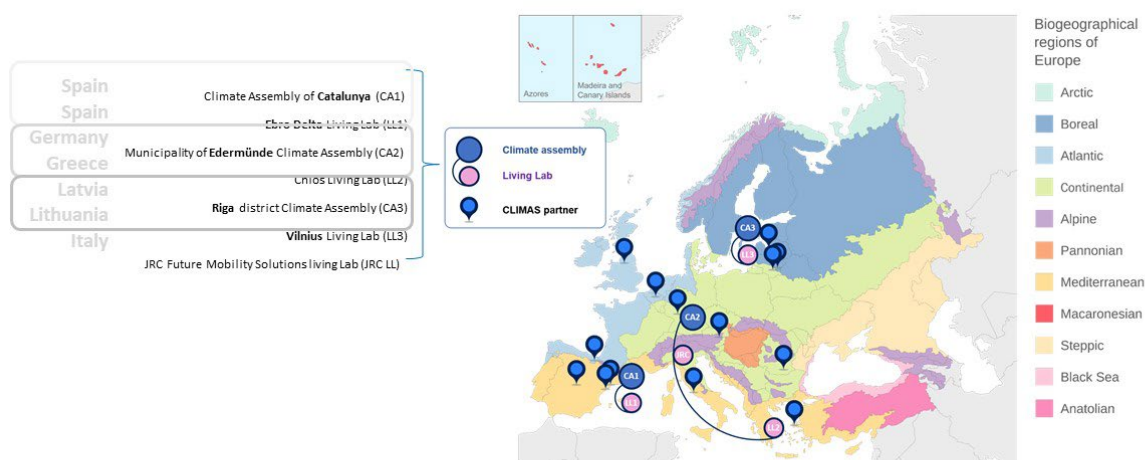 Spain
Spain
Germany
Greece
Latvia
Lithuania
Italy
Climate Assembly of Catalunya (CA1)
Ebro Delta Living Lab (LL1)
Municipality of Edermünde Climate Assembly (CA2)
Chios Living Lab (LL2)
Riga district Climate Assembly (CA3)
Vilnius Living Lab (LL3)
JRC Future Mobility Solutions living Lab (JRC LL)
Climate assembly
Living Lab
CLIMAS partner
Azores
Madeira and
Canary Islands
CA3
LL3
CA2
JRC
CA1
LL1
LL2
Biogeographical
regions of
Europe
Arctic
Boreal
Atlantic
Continental
Alpine
Pannonian
Mediterranean
Macaronesian
Steppic
Black Sea
Anatolian